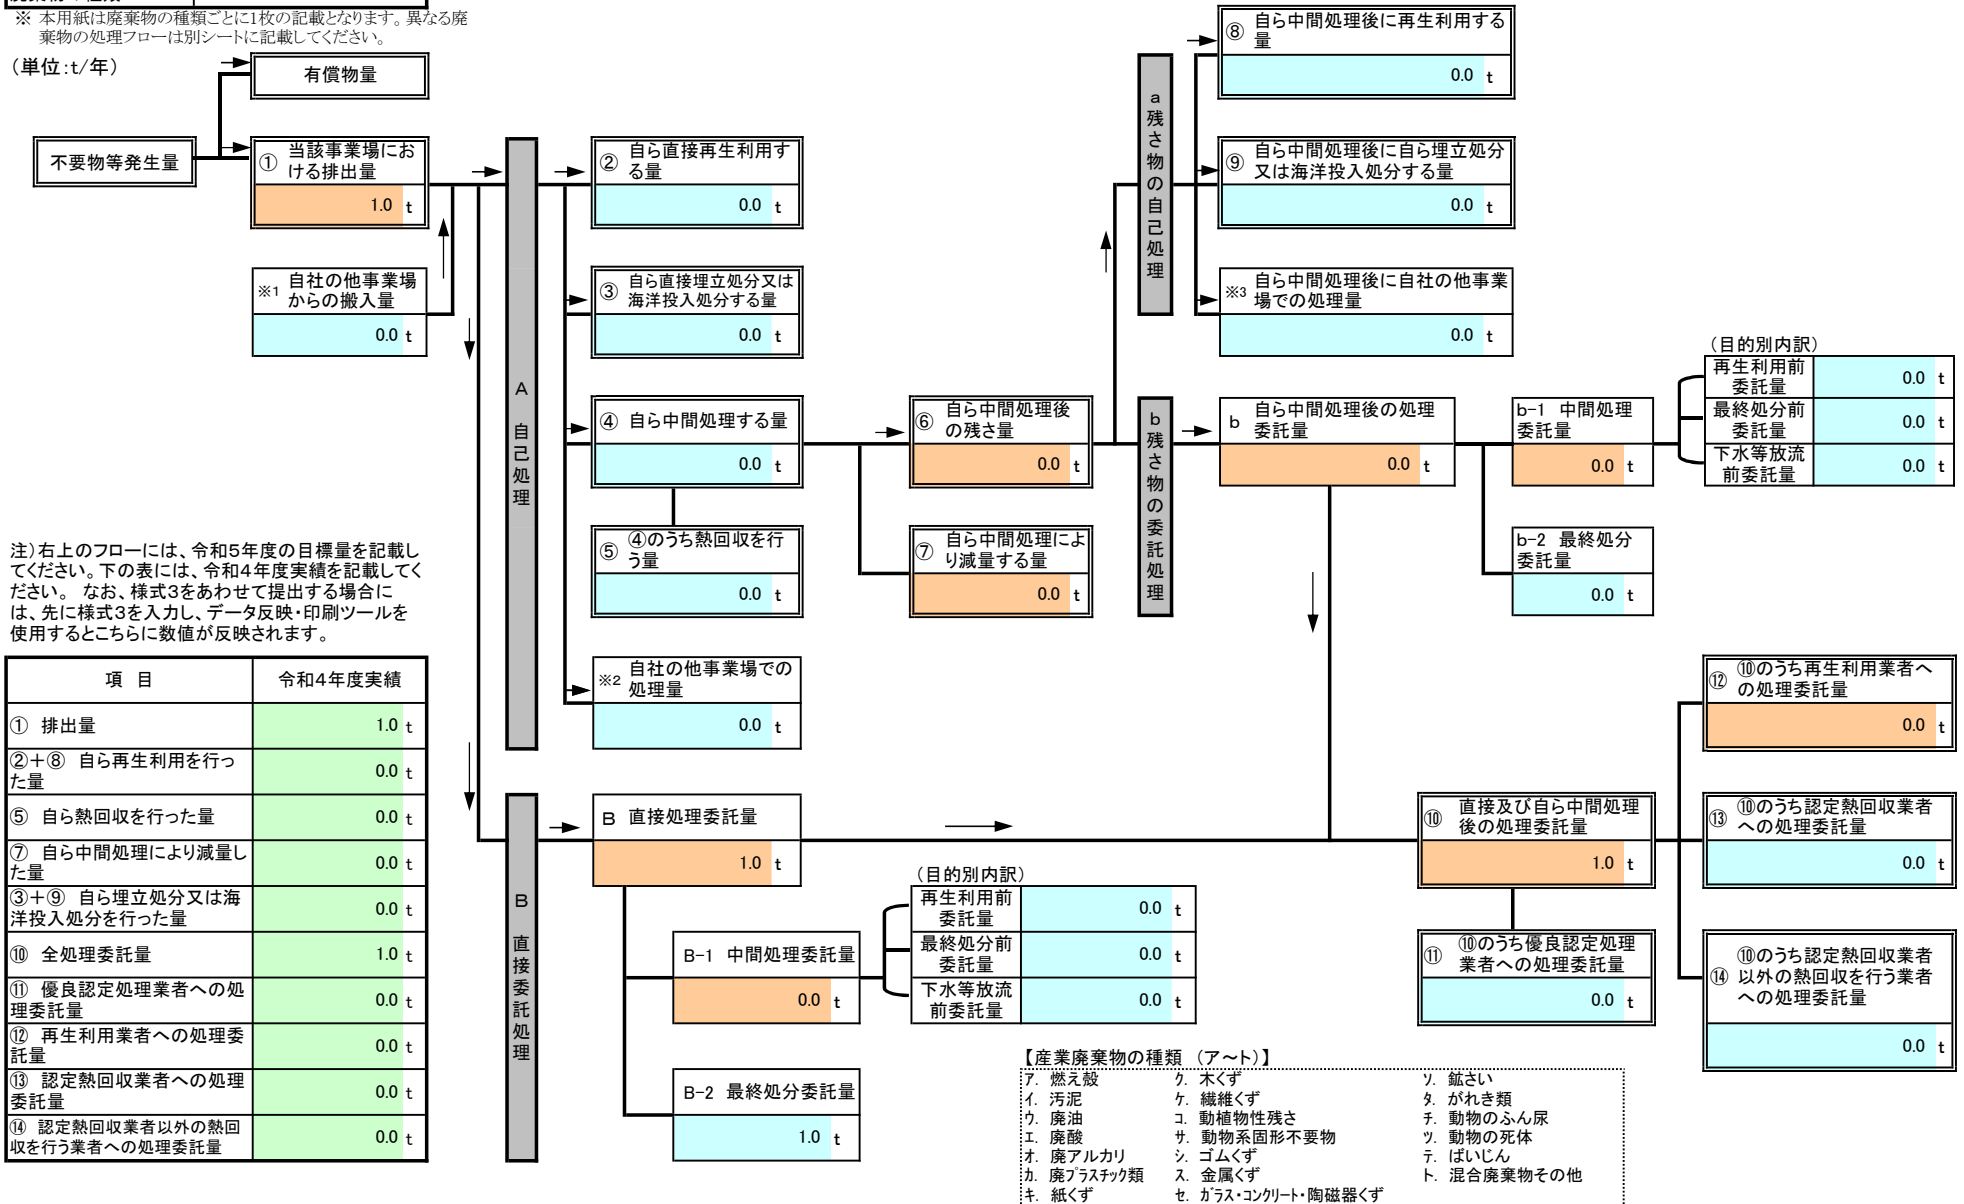 ※ 本用紙は廃棄物の種類ごとに1枚の記載となります。異なる廃
棄物の処理フローは別シートに記載してください。
(単位:t/年)
有償物量
不要物等発生量
① 当該事業場にお
ける排出量
1.0 t
※1 自社の他事業場
からの搬入量
0.0 t
A 自己処理
② 自ら直接再生利用す
る量
0.0 t
③ 自ら直接埋立処分又は
海洋投入処分する量
0.0 t
④ 自ら中間処理する量
0.0 t
⑤ ④のうち熱回収を行
う量
0.0 t
※2 自社の他事業場での
処理量
0.0 t
⑥ 自ら中間処理後
の残さ量
0.0 t
⑦ 自ら中間処理によ
り減量する量
0.0 t
a残さ物の自己処理
⑧ 自ら中間処理後に再生利用する
量
0.0 t
⑨ 自ら中間処理後に自ら埋立処分
又は海洋投入処分する量
0.0 t
※3 自ら中間処理後に自社の他事業
場での処理量
0.0 t
b残さ物の委託処理
b 自ら中間処理後の処理
委託量
0.0 t
b-1 中間処理
委託量
0.0 t
b-2 最終処分
委託量
0.0 t
(目的別内訳)
再生利用前
委託量
0.0 t
最終処分前
委託量
0.0 t
下水等放流
前委託量
0.0 t
注)右上のフローには、令和5年度の目標量を記載し
てください。下の表には、令和4年度実績を記載してく
ださい。 なお、様式3をあわせて提出する場合に
は、先に様式3を入力し、データ反映・印刷ツールを
使用するとこちらに数値が反映されます。
項 目 令和4年度実績
① 排出量 1.0 t
②+⑧ 自ら再生利用を行っ
た量 0.0 t
⑤ 自ら熱回収を行った量 0.0 t
⑦ 自ら中間処理により減量し
た量 0.0 t
③+⑨ 自ら埋立処分又は海
洋投入処分を行った量 0.0 t
⑩ 全処理委託量 1.0 t
⑪ 優良認定処理業者への処
理委託量 0.0 t
⑫ 再生利用業者への処理委
託量 0.0 t
⑬ 認定熱回収業者への処理
委託量 0.0 t
⑭ 認定熱回収業者以外の熱回
収を行う業者への処理委託量 0.0 t
B 直接委託処理
B 直接処理委託量
1.0 t
B-1 中間処理委託量
0.0 t
B-2 最終処分委託量
1.0 t
(目的別内訳)
再生利用前
委託量
0.0 t
最終処分前
委託量
0.0 t
下水等放流
前委託量
0.0 t
⑩ 直接及び自ら中間処理
後の処理委託量
1.0 t
⑪ ⑩のうち優良認定処理
業者への処理委託量
0.0 t
⑫ ⑩のうち再生利用業者へ
の処理委託量
0.0 t
⑬ ⑩のうち認定熱回収業者
への処理委託量
0.0 t
⑭ ⑩のうち認定熱回収業者
以外の熱回収を行う業者
への処理委託量
0.0 t
【産業廃棄物の種類 (ア~ト)】
ア. 燃え殻 ク. 木くず ソ. 鉱さい
イ. 汚泥 ケ. 繊維くず タ. がれき類
ウ. 廃油 コ. 動植物性残さ チ. 動物のふん尿
エ. 廃酸 サ. 動物系固形不要物 ツ. 動物の死体
オ. 廃アルカリ シ. ゴムくず テ. ばいじん
カ. 廃プラスチック類 ス. 金属くず ト. 混合廃棄物その他
キ. 紙くず セ. ガラス・コンクリート・陶磁器くず